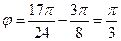 φ = 17π/24 − 3π/8 = π/3